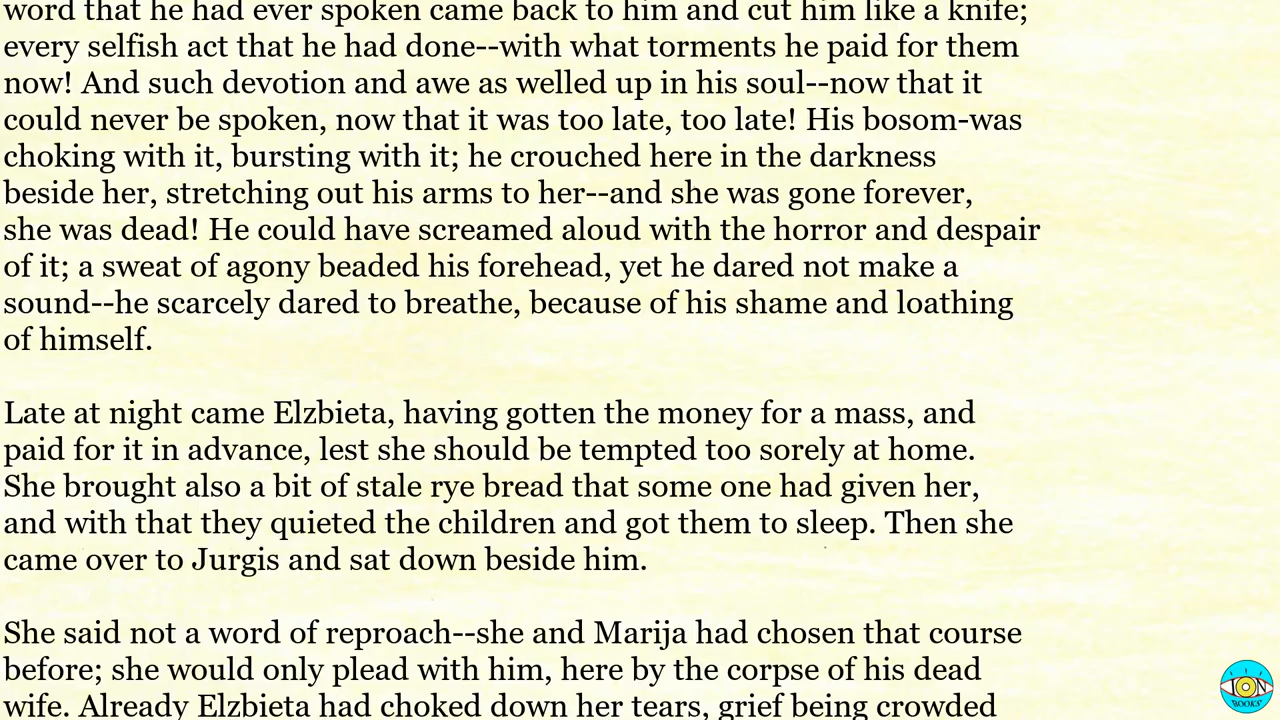 word that he had ever spoken came back to him and cut him like a knife;
every selfish act that he had done--with what torments he paid for them
now! And such devotion and awe as welled up in his soul--now that it
could never be spoken, now that it was too late, too late! His bosom-was
choking with it, bursting with it; he crouched here in the darkness
beside her, stretching out his arms to her--and she was gone forever,
she was dead! He could have screamed aloud with the horror and despair
of it; a sweat of agony beaded his forehead, yet he dared not make a
sound--he scarcely dared to breathe, because of his shame and loathing
of himself.
Late at night came Elzbieta, having gotten the money for a mass, and
paid for it in advance, lest she should be tempted too sorely at home.
She brought also a bit of stale rye bread that some one had given her,
and with that they quieted the children and got them to sleep. Then she
came over to Jurgis and sat down beside him.
She said not a word of reproach--she and Marija had chosen that course
before; she would only plead with him, here by the corpse of his dead
wife. Already Elzbieta had choked down her tears, grief being crowded
ION
BOOKS